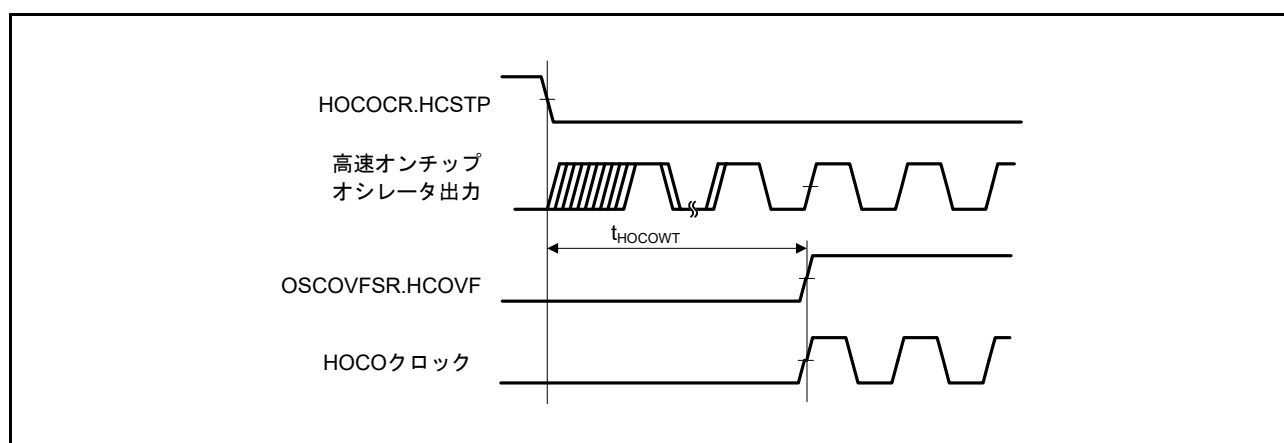 HOCOCR.HCSTP
高速オンチップ
オシレータ出力
tHOCOWT
OSCOVFSR.HCOVF
HOCOクロック